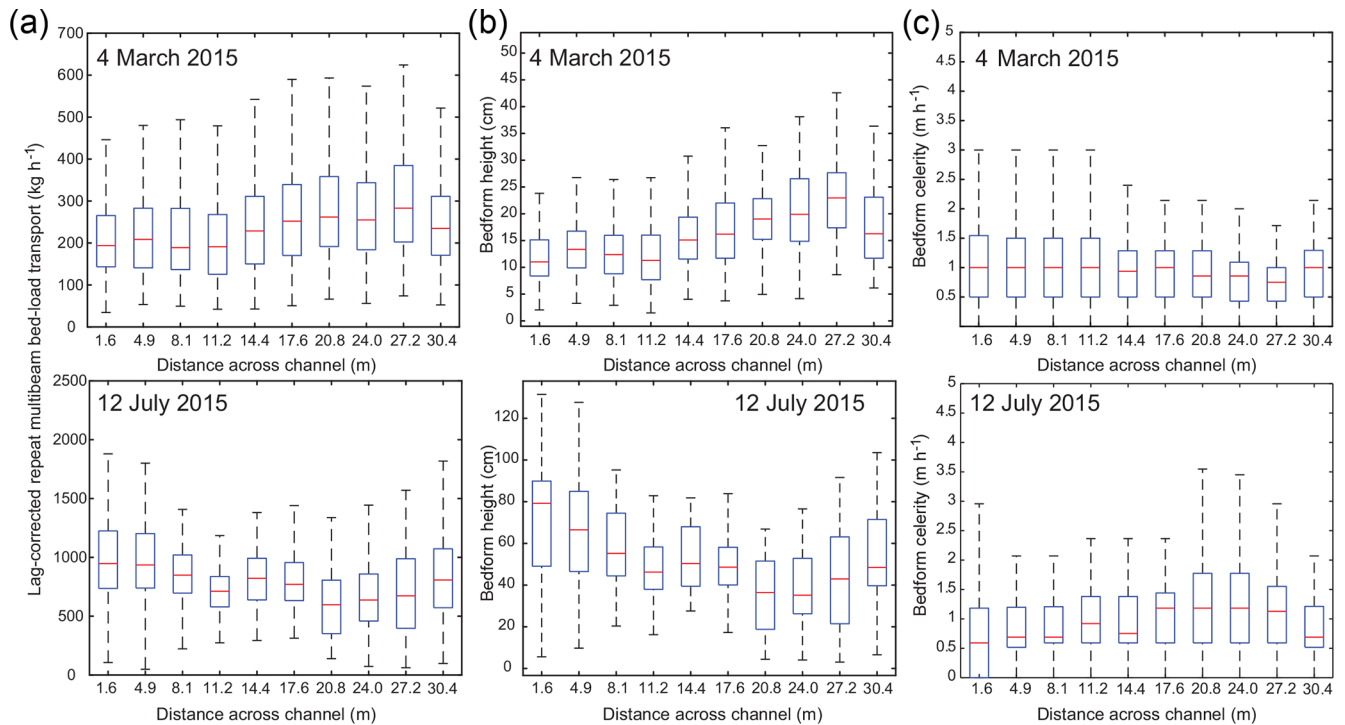 (a)
700
600
500
400
300
200
100
0
4 March 2015
1.6 4.9 8.1 11.2 14.4 17.6 20.8 24.0 27.2 30.4
Distance across channel (m)
Lag-corrected repeat multibeam bed-load transport (kg h⁻¹)
2500
2000
1500
1000
500
0
12 July 2015
1.6 4.9 8.1 11.2 14.4 17.6 20.8 24.0 27.2 30.4
Distance across channel (m)
(b)
50
45
40
35
30
25
20
15
10
5
0
4 March 2015
Bedform height (cm)
1.6 4.9 8.1 11.2 14.4 17.6 20.8 24.0 27.2 30.4
Distance across channel (m)
120
100
80
60
40
20
0
12 July 2015
Bedform height (cm)
1.6 4.9 8.1 11.2 14.4 17.6 20.8 24.0 27.2 30.4
Distance across channel (m)
(c)
5
4.5
4
3.5
3
2.5
2
1.5
1
0.5
4 March 2015
Bedform celerity (m h⁻¹)
1.6 4.9 8.1 11.2 14.4 17.6 20.8 24.0 27.2 30.4
Distance across channel (m)
5
4.5
4
3.5
3
2.5
2
1.5
1
0.5
0
12 July 2015
Bedform celerity (m h⁻¹)
1.6 4.9 8.1 11.2 14.4 17.6 20.8 24.0 27.2 30.4
Distance across channel (m)